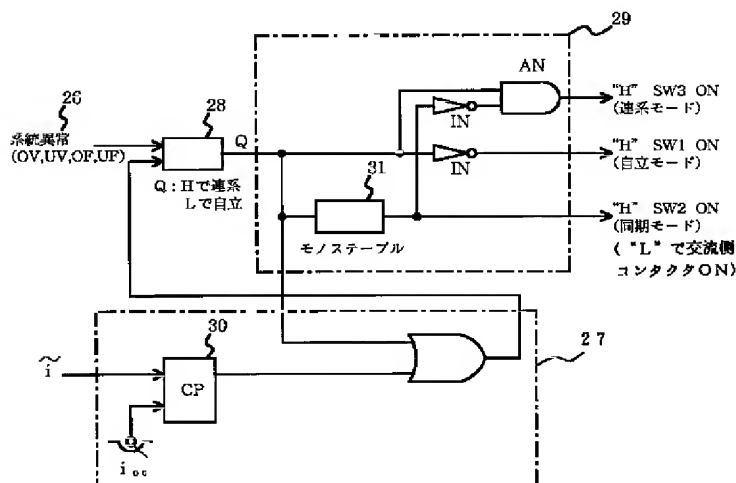 29
AN
26
28
"H" SW3 ON
(連系モード)
系統異常
(OV,UV,OF,UF)
Q
IN
"H" SW1 ON
(自立モード)
31
IN
Q:Hで連系
Lで自立
"H" SW2 ON
(同期モード)
モノステーブル
("L"で交流側
コンタクタON)
30
27
~
i
CP